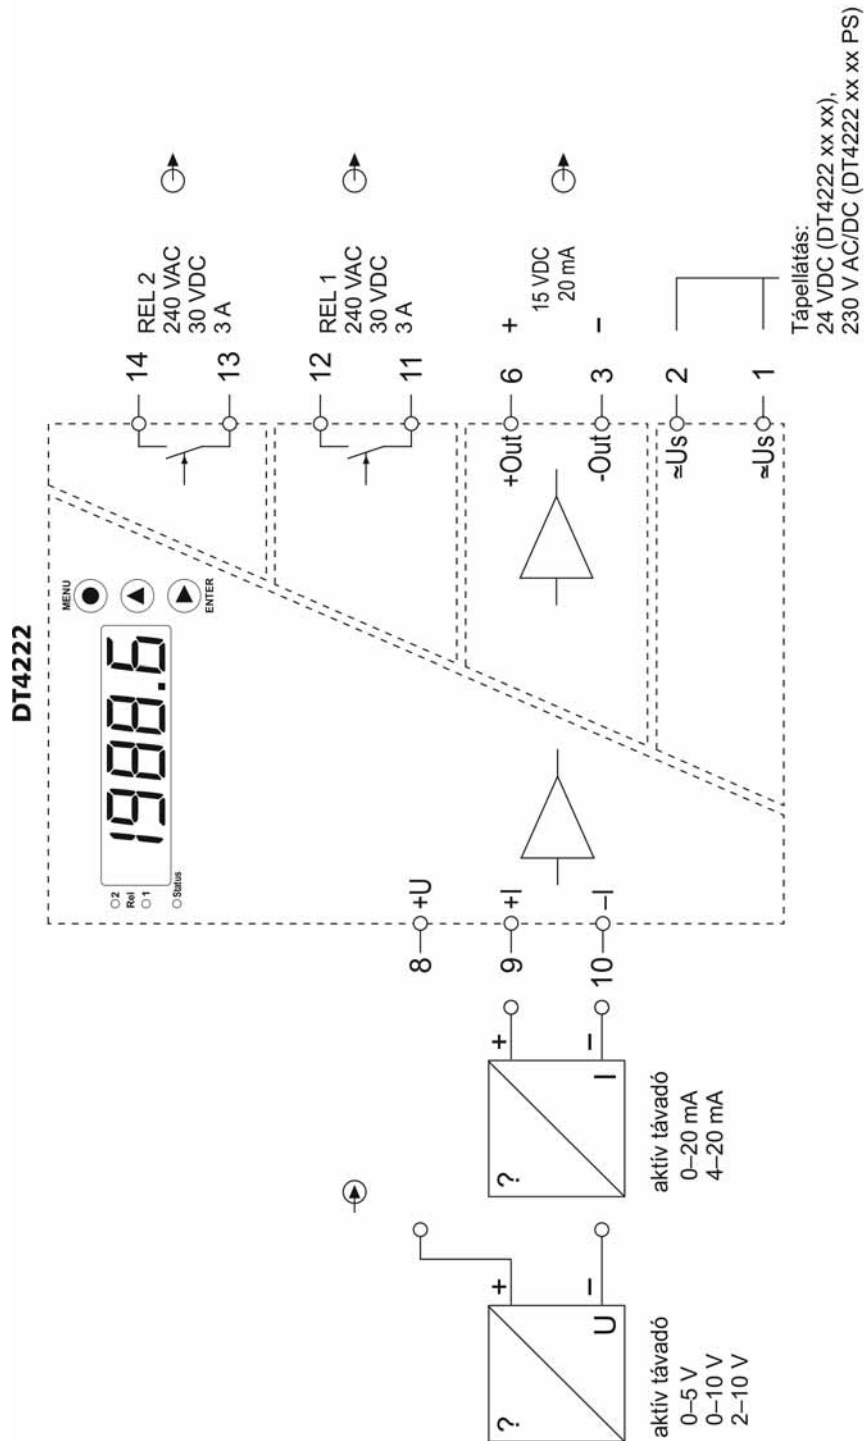 DT4222
2
Rel
1
Status
1988.6
MENU
ENTER
8
+U
9
+I
10
–I
14
13
REL 2
240 VAC
30 VDC
3 A
12
11
REL 1
240 VAC
30 VDC
3 A
+Out
6
+
-Out
3
–
15 VDC
20 mA
≃Us
2
≃Us
1
Tápellátás:
24 VDC (DT4222 xx xx),
230 V AC/DC (DT4222 xx xx PS)
?
U
+
–
aktív távadó
0–5 V
0–10 V
2–10 V
?
I
+
–
aktív távadó
0–20 mA
4–20 mA